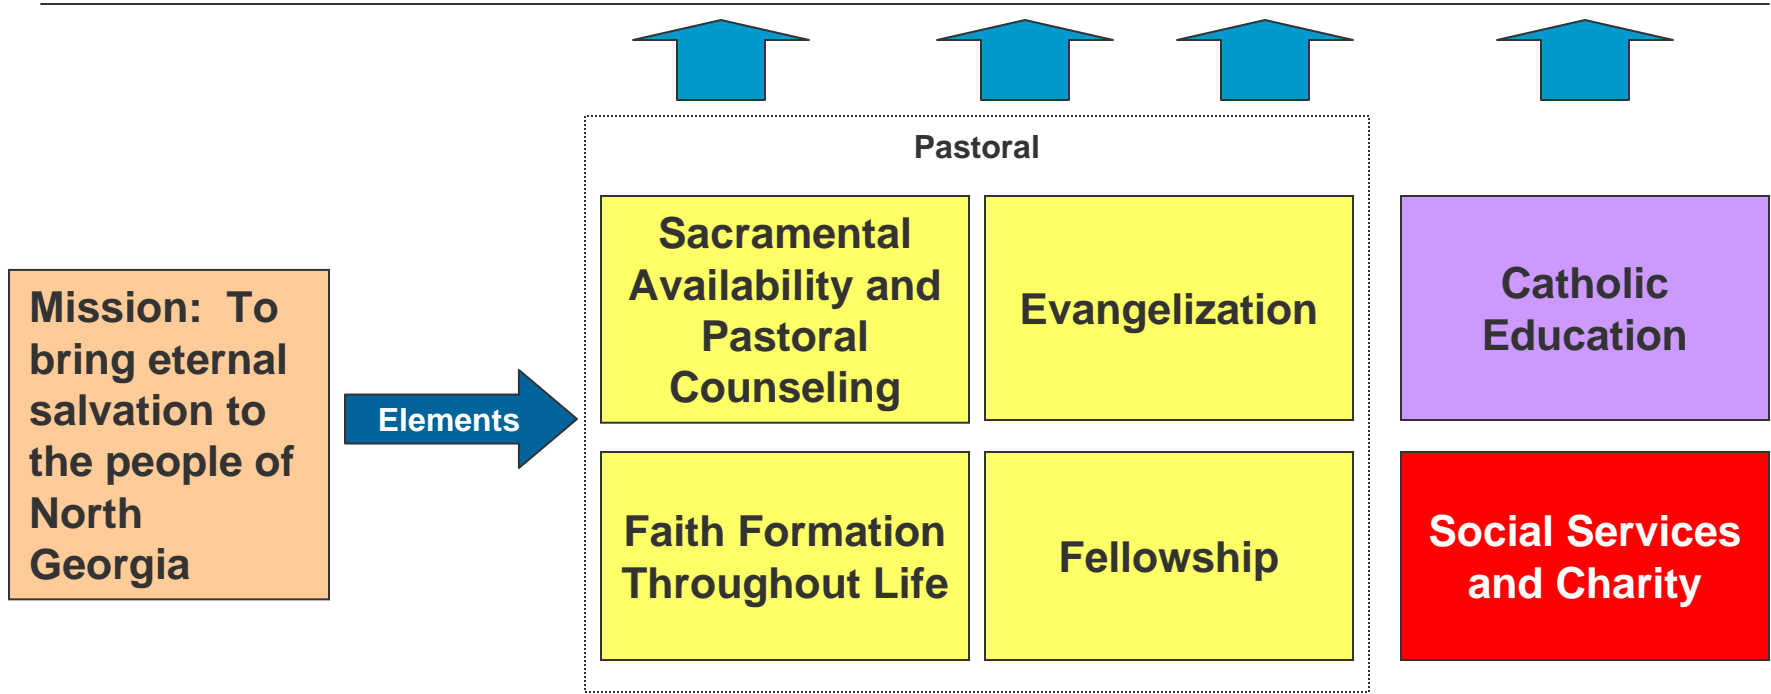 Pastoral
Mission:  To
bring eternal
salvation to
the people of
North
Georgia
Elements
Sacramental
Availability and
Pastoral
Counseling
Evangelization
Catholic
Education
Faith Formation
Throughout Life
Fellowship
Social Services
and Charity